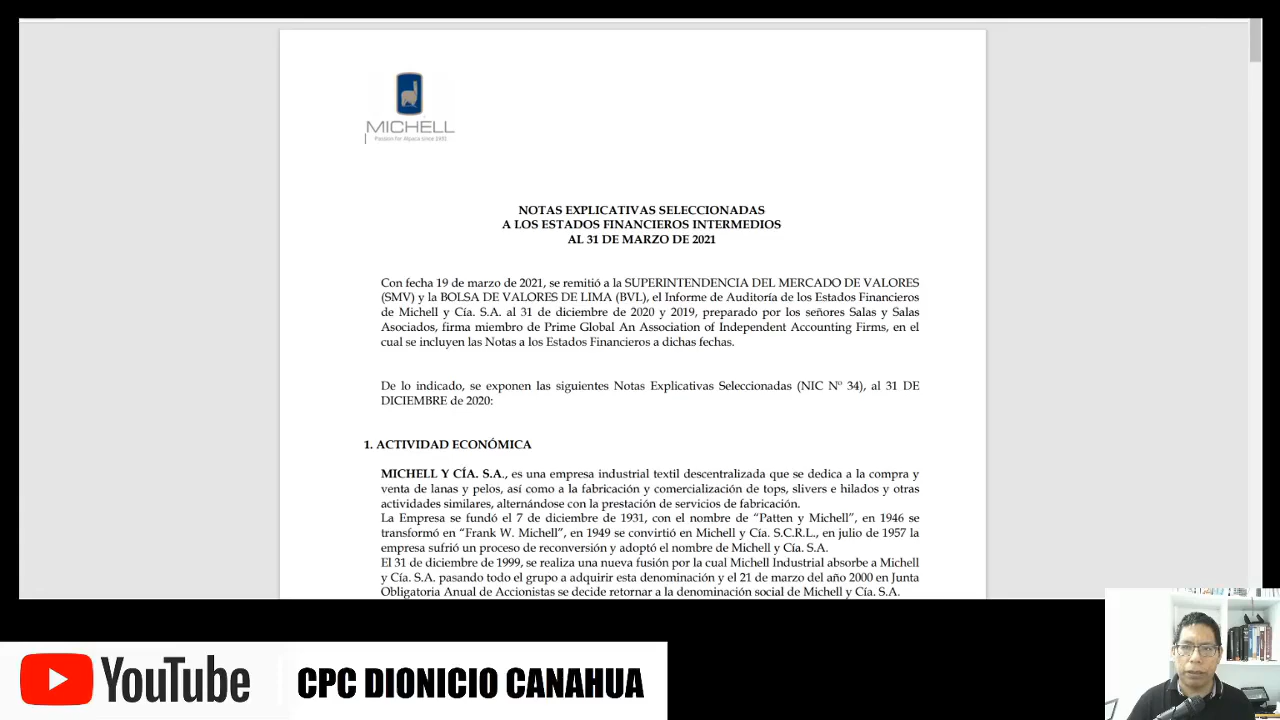 MICHELL
Passion for Alpaca since 1931
NOTAS EXPLICATIVAS SELECCIONADAS
A LOS ESTADOS FINANCIEROS INTERMEDIOS
AL 31 DE MARZO DE 2021
Con fecha 19 de marzo de 2021, se remitió a la SUPERINTENDENCIA DEL MERCADO DE VALORES
(SMV) y la BOLSA DE VALORES DE LIMA (BVL), el Informe de Auditoría de los Estados Financieros
de Michell y Cía. S.A. al 31 de diciembre de 2020 y 2019, preparado por los señores Salas y Salas
Asociados, firma miembro de Prime Global An Association of Independent Accounting Firms, en el
cual se incluyen las Notas a los Estados Financieros a dichas fechas.
De lo indicado, se exponen las siguientes Notas Explicativas Seleccionadas (NIC Nº 34), al 31 DE
DICIEMBRE de 2020:
1. ACTIVIDAD ECONÓMICA
MICHELL Y CÍA. S.A., es una empresa industrial textil descentralizada que se dedica a la compra y
venta de lanas y pelos, así como a la fabricación y comercialización de tops, slivers e hilados y otras
actividades similares, alternándose con la prestación de servicios de fabricación.
La Empresa se fundó el 7 de diciembre de 1931, con el nombre de “Patten y Michell”, en 1946 se
transformó en “Frank W. Michell”, en 1949 se convirtió en Michell y Cía. S.C.R.L., en julio de 1957 la
empresa sufrió un proceso de reconversión y adoptó el nombre de Michell y Cía. S.A.
El 31 de diciembre de 1999, se realiza una nueva fusión por la cual Michell Industrial absorbe a Michell
y Cía. S.A. pasando todo el grupo a adquirir esta denominación y el 21 de marzo del año 2000 en Junta
Obligatoria Anual de Accionistas se decide retornar a la denominación social de Michell y Cía. S.A.
YouTube
CPC DIONICIO CANAHUA